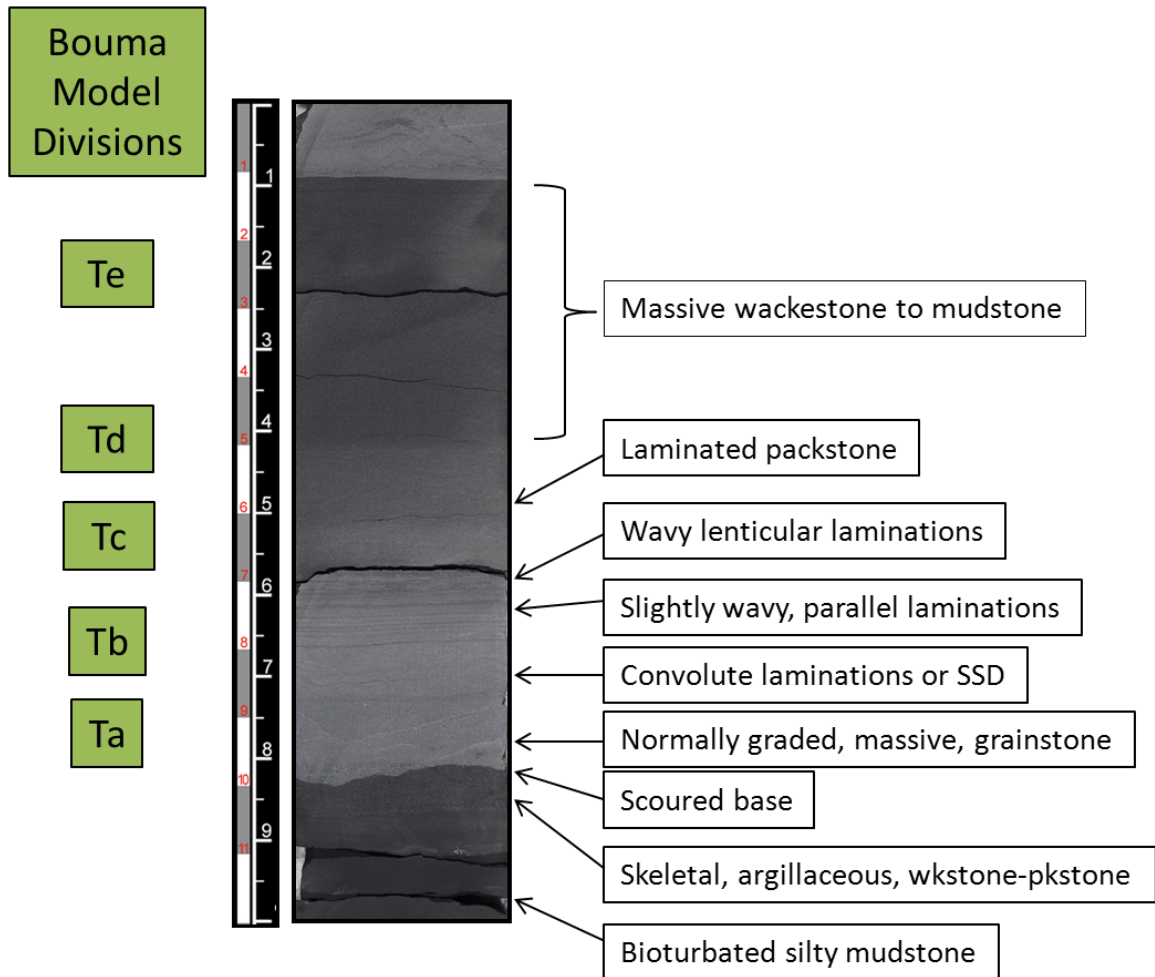 Bouma
Model
Divisions
1
1
2
Te
2
3
Massive wackestone to mudstone
3
4
4
Td
5
Laminated packstone
6
5
Tc
Wavy lenticular laminations
7
6
Slightly wavy, parallel laminations
Tb
8
7
Convolute laminations or SSD
9
Ta
Normally graded, massive, grainstone
8
10
Scoured base
9
11
Skeletal, argillaceous, wkstone-pkstone
Bioturbated silty mudstone